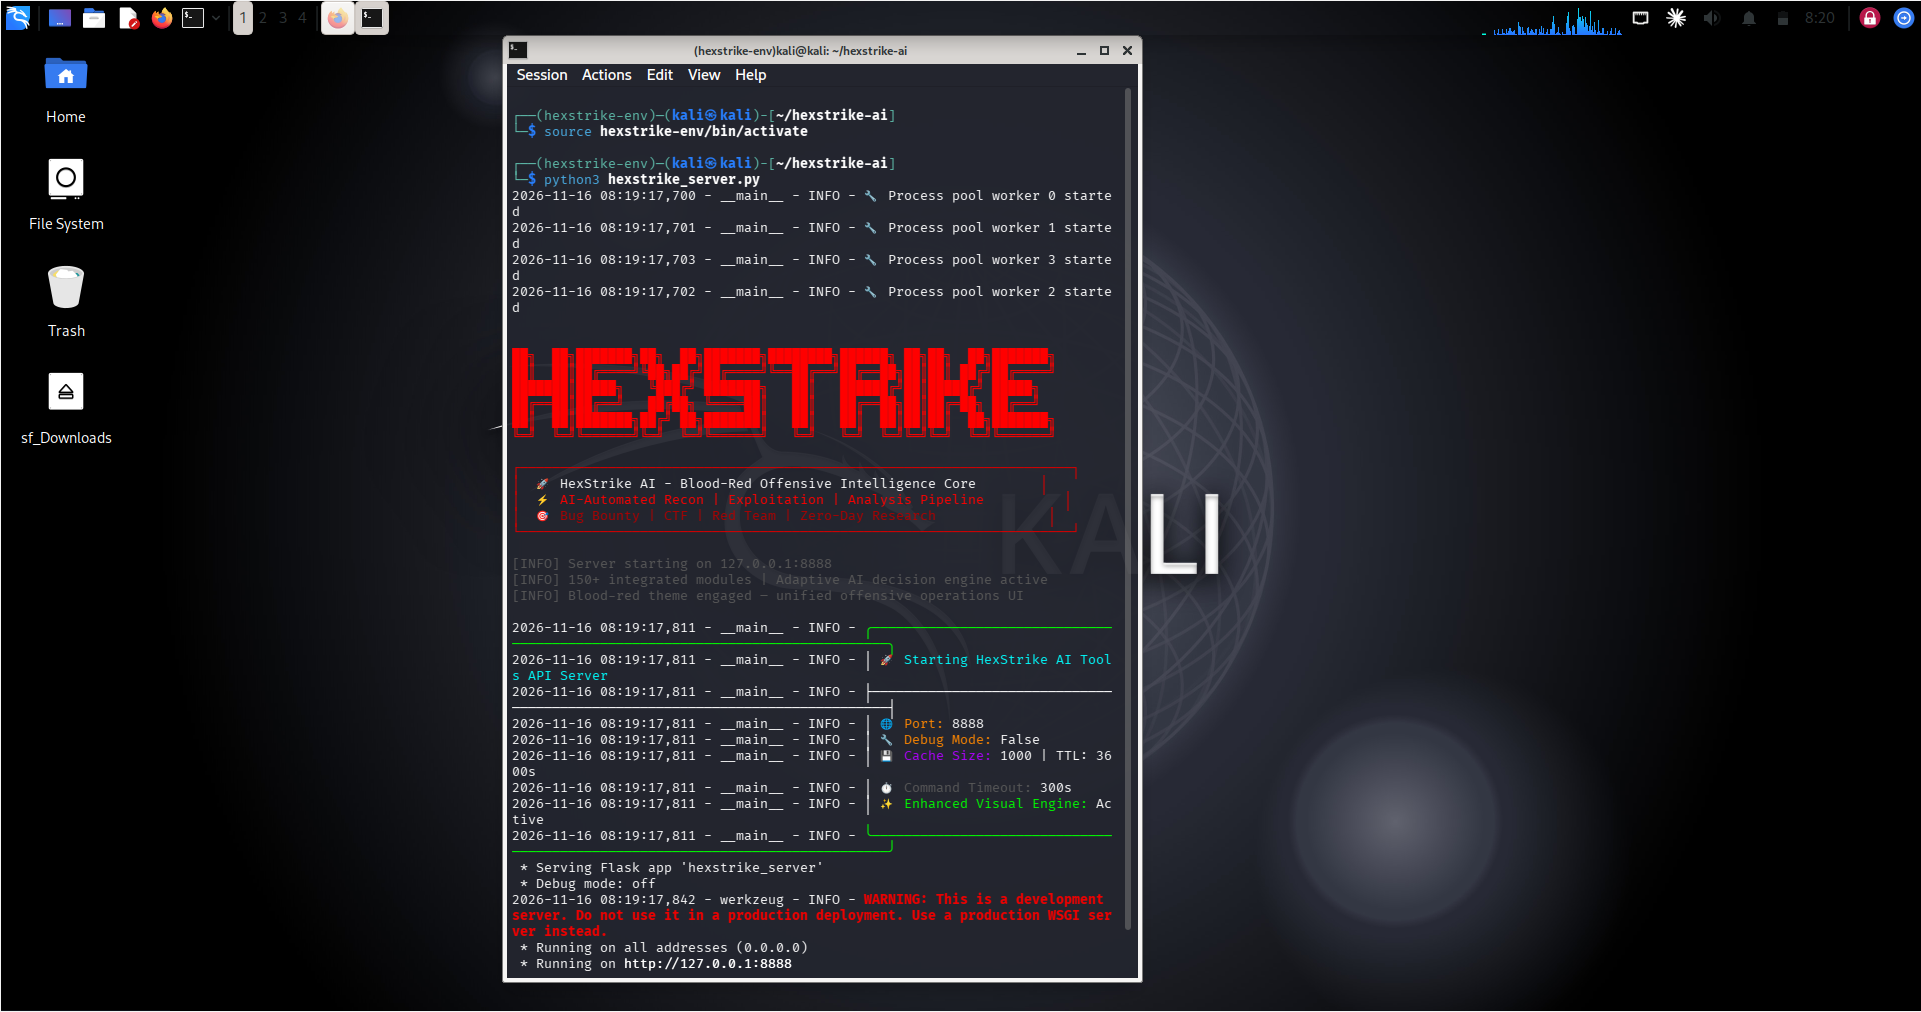 1 2 3 4
8:20
Home
File System
Trash
sf_Downloads
(hexstrike-env)kali@kali: ~/hexstrike-ai
Session Actions Edit View Help
┌──(hexstrike-env)─(kali㉿kali)-[~/hexstrike-ai]
└─$ source hexstrike-env/bin/activate
┌──(hexstrike-env)─(kali㉿kali)-[~/hexstrike-ai]
└─$ python3 hexstrike_server.py
2026-11-16 08:19:17,700 - __main__ - INFO - 🔧 Process pool worker 0 starte
d
2026-11-16 08:19:17,701 - __main__ - INFO - 🔧 Process pool worker 1 starte
d
2026-11-16 08:19:17,703 - __main__ - INFO - 🔧 Process pool worker 3 starte
d
2026-11-16 08:19:17,702 - __main__ - INFO - 🔧 Process pool worker 2 starte
d
HEXSTRIKE
🚀 HexStrike AI - Blood-Red Offensive Intelligence Core
⚡ AI-Automated Recon | Exploitation | Analysis Pipeline
🎯 Bug Bounty | CTF | Red Team | Zero-Day Research
[INFO] Server starting on 127.0.0.1:8888
[INFO] 150+ integrated modules | Adaptive AI decision engine active
[INFO] Blood-red theme engaged — unified offensive operations UI
2026-11-16 08:19:17,811 - __main__ - INFO -
2026-11-16 08:19:17,811 - __main__ - INFO - │ 🚀 Starting HexStrike AI Tool
s API Server
2026-11-16 08:19:17,811 - __main__ - INFO -
2026-11-16 08:19:17,811 - __main__ - INFO - │ 🌐 Port: 8888
2026-11-16 08:19:17,811 - __main__ - INFO - │ 🔧 Debug Mode: False
2026-11-16 08:19:17,811 - __main__ - INFO - │ 💾 Cache Size: 1000 | TTL: 36
00s
2026-11-16 08:19:17,811 - __main__ - INFO - │ ⏱️ Command Timeout: 300s
2026-11-16 08:19:17,811 - __main__ - INFO - │ ✨ Enhanced Visual Engine: Ac
tive
2026-11-16 08:19:17,811 - __main__ - INFO -
* Serving Flask app 'hexstrike_server'
* Debug mode: off
2026-11-16 08:19:17,842 - werkzeug - INFO - WARNING: This is a development
server. Do not use it in a production deployment. Use a production WSGI ser
ver instead.
* Running on all addresses (0.0.0.0)
* Running on http://127.0.0.1:8888
KALI